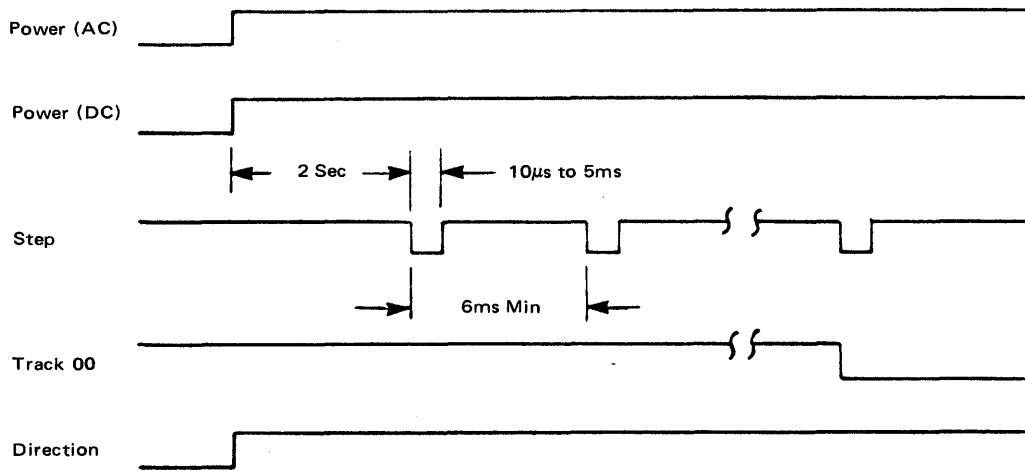 Power (AC)
Power (DC)
2 Sec
10µs to 5ms
Step
6ms Min
Track 00
Direction